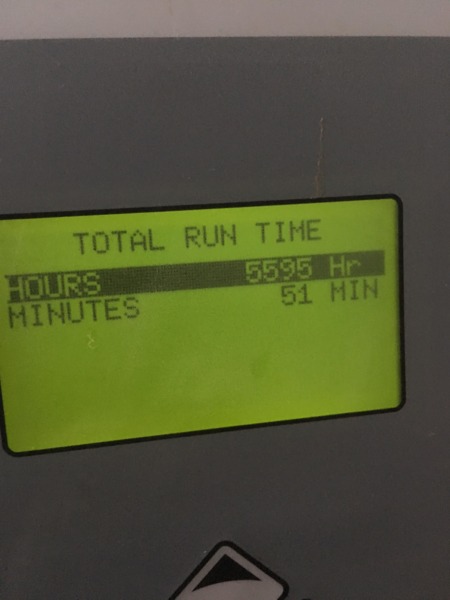 TOTAL RUN TIME
HOURS 5595 Hr
MINUTES 51 MIN